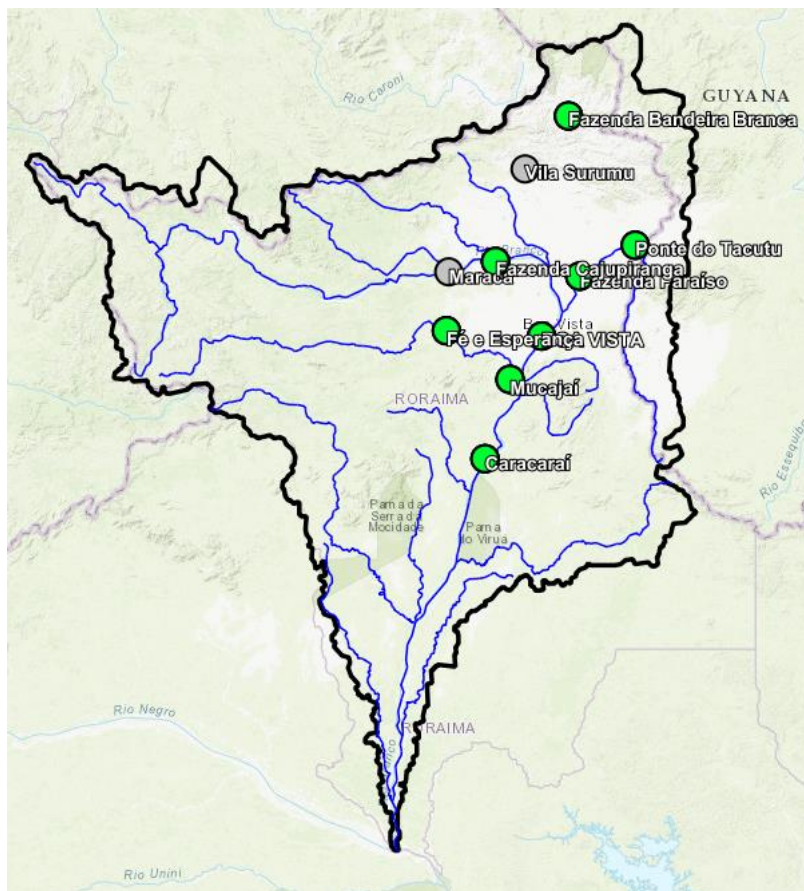 GUYANA
Rio Caroni
Fazenda Bandeira Branca
Vila Surumu
Ponte do Tacutu
Fazenda Cajupiranga
Maracá
Fazenda Paraíso
Fé e Esperança
VISTA
Mucajaí
RORAIMA
Caracaraí
Rio Essequibo
Parna da
Serra da
Mocidade
Parna
do Viruá
Rio Negro
RORAIMA
Rio Unini